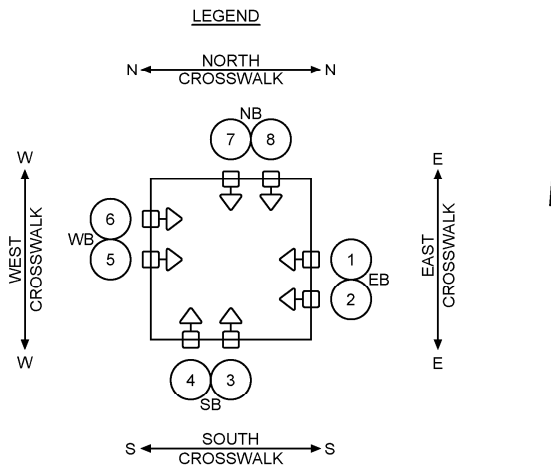 LEGEND
NORTH
N N
CROSSWALK
NB
7 8
W E
6
WB
5
WEST
CROSSWALK
1
EB
2
EAST
CROSSWALK
4 3
SB
W E
SOUTH
S S
CROSSWALK